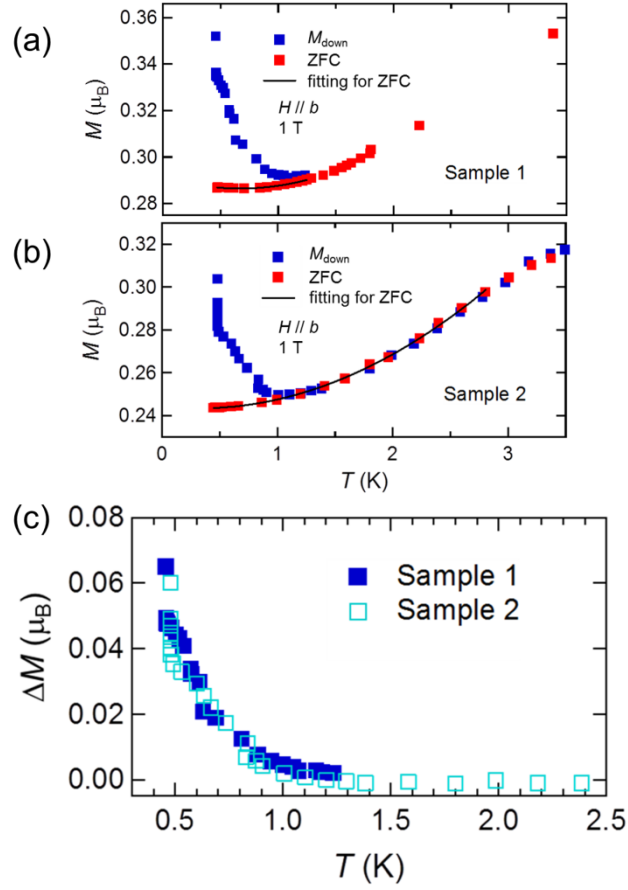 (a)
0.36
0.34
0.32
0.30
0.28
M (μB)
Mdown
ZFC
fitting for ZFC
H // b
1 T
Sample 1
(b)
0.32
0.30
0.28
0.26
0.24
M (μB)
Mdown
ZFC
fitting for ZFC
H // b
1 T
Sample 2
0 1 2 3
T (K)
(c)
0.08
0.06
0.04
0.02
0.00
ΔM (μB)
Sample 1
Sample 2
0.5 1.0 1.5 2.0 2.5
T (K)